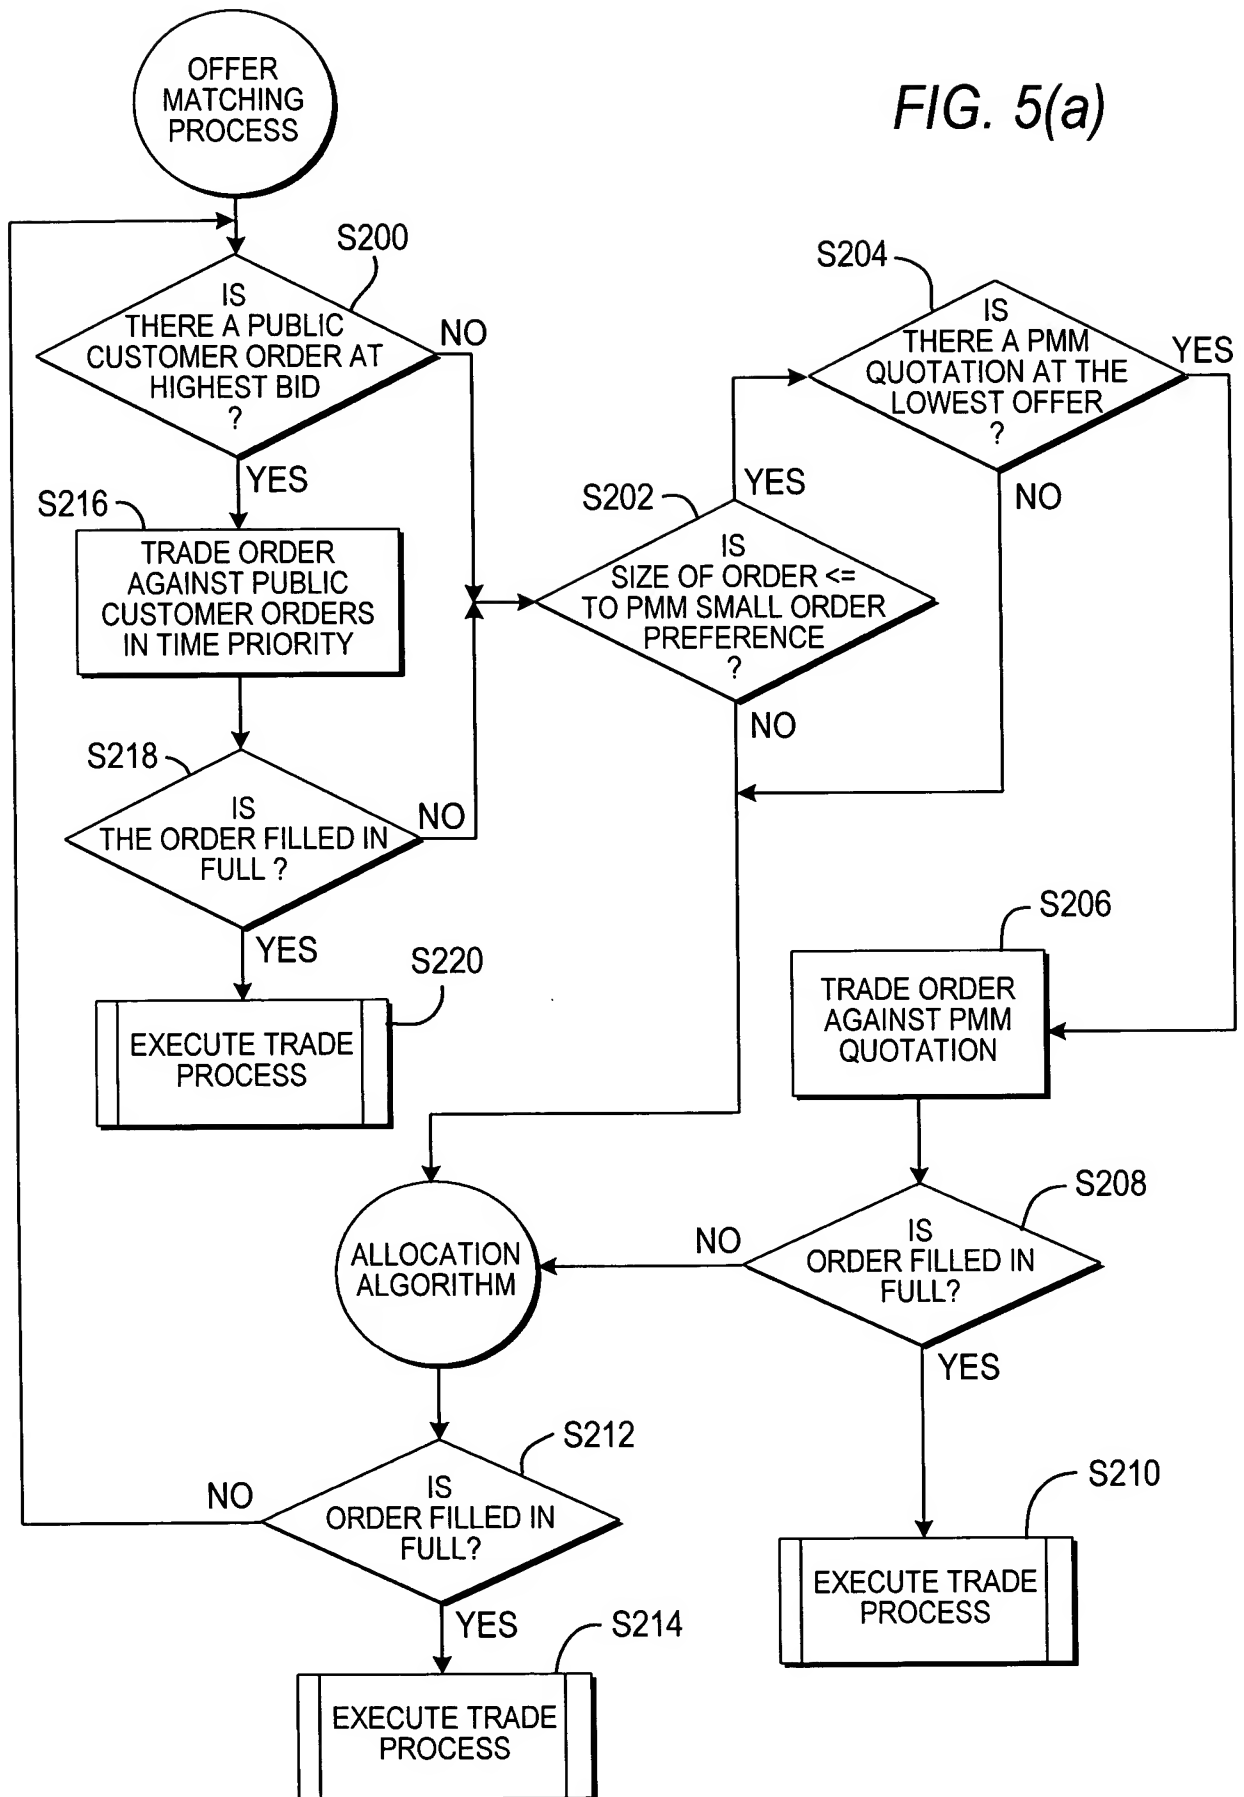 OFFER
MATCHING
PROCESS
FIG. 5(a)
S200
IS
THERE A PUBLIC
CUSTOMER ORDER AT
HIGHEST BID
?
NO
YES
S204
IS
THERE A PMM
QUOTATION AT THE
LOWEST OFFER
?
YES
NO
S216
TRADE ORDER
AGAINST PUBLIC
CUSTOMER ORDERS
IN TIME PRIORITY
S202
YES
IS
SIZE OF ORDER <=
TO PMM SMALL ORDER
PREFERENCE
?
NO
S218
IS
THE ORDER FILLED IN
FULL ?
NO
YES
S220
EXECUTE TRADE
PROCESS
S206
TRADE ORDER
AGAINST PMM
QUOTATION
S208
IS
ORDER FILLED IN
FULL?
NO
YES
ALLOCATION
ALGORITHM
S212
IS
ORDER FILLED IN
FULL?
NO
YES
S210
EXECUTE TRADE
PROCESS
S214
EXECUTE TRADE
PROCESS